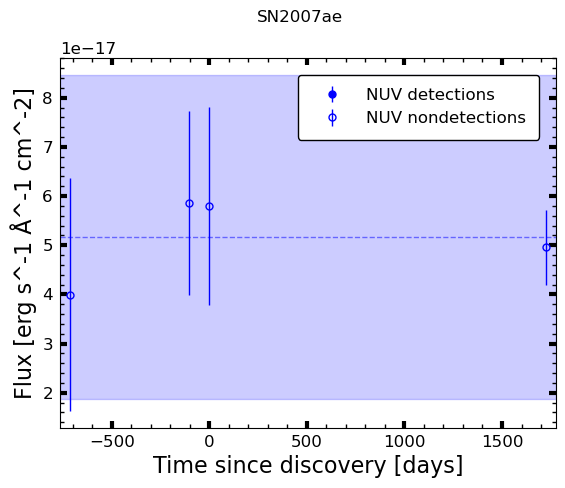 SN2007ae
1e−17
NUV detections
NUV nondetections
8
7
6
5
4
3
2
Flux [erg s^-1 Å^-1 cm^-2]
−500 0 500 1000 1500
Time since discovery [days]